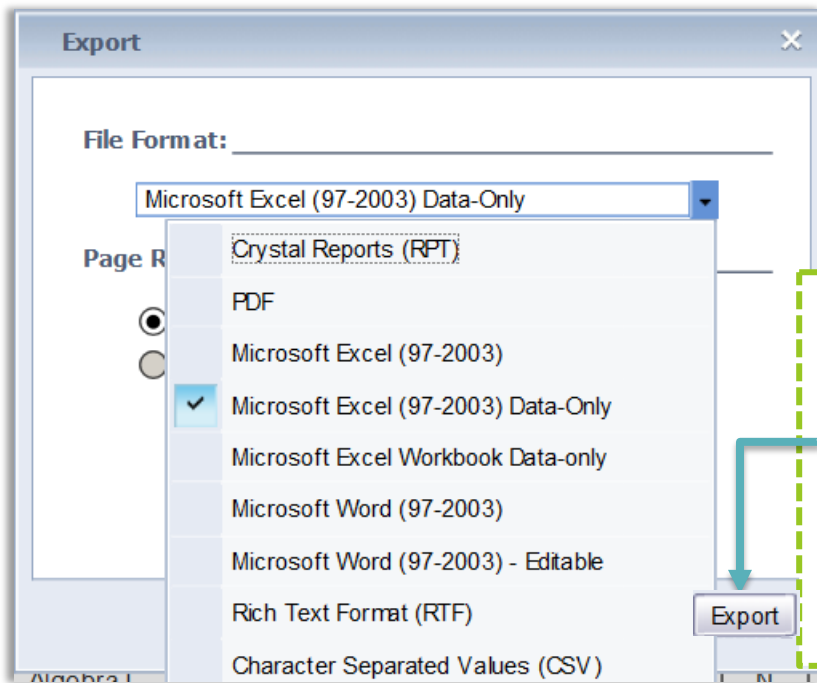 Export
File Format:
Microsoft Excel (97-2003) Data-Only
Page R
Crystal Reports (RPT)
PDF
Microsoft Excel (97-2003)
Microsoft Excel (97-2003) Data-Only
Microsoft Excel Workbook Data-only
Microsoft Word (97-2003)
Microsoft Word (97-2003) - Editable
Rich Text Format (RTF)
Export
Character Separated Values (CSV)